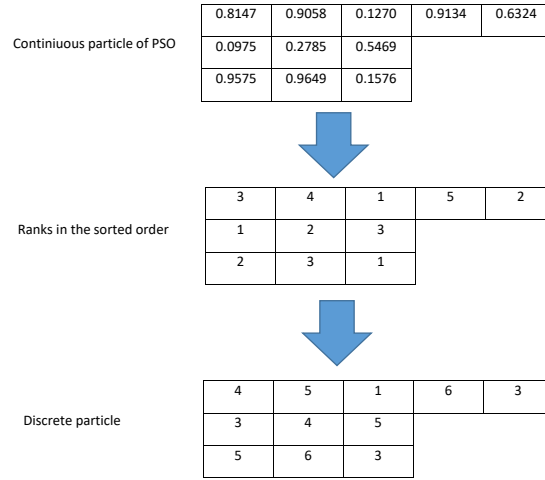 0.8147 0.9058 0.1270 0.9134 0.6324
Continiuous particle of PSO
0.0975 0.2785 0.5469
0.9575 0.9649 0.1576
3 4 1 5 2
Ranks in the sorted order
1 2 3
2 3 1
4 5 1 6 3
Discrete particle
3 4 5
5 6 3